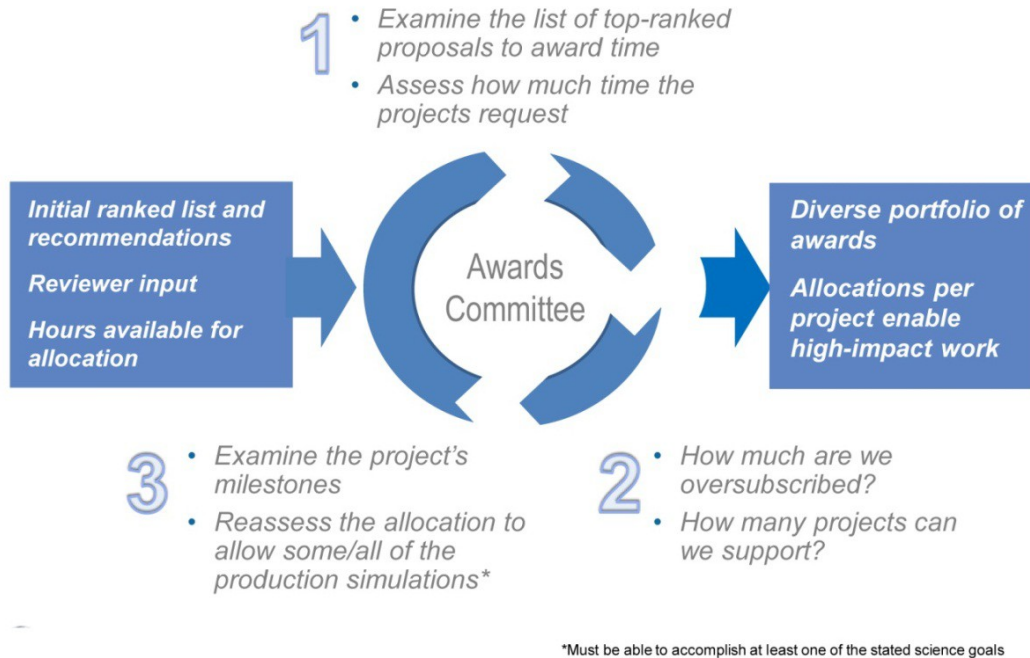 1
• Examine the list of top-ranked
proposals to award time
• Assess how much time the
projects request
Initial ranked list and
recommendations
Reviewer input
Hours available for
allocation
Awards
Committee
Diverse portfolio of
awards
Allocations per
project enable
high-impact work
3
• Examine the project's
milestones
• Reassess the allocation to
allow some/all of the
production simulations*
2
• How much are we
oversubscribed?
• How many projects can
we support?
*Must be able to accomplish at least one of the stated science goals